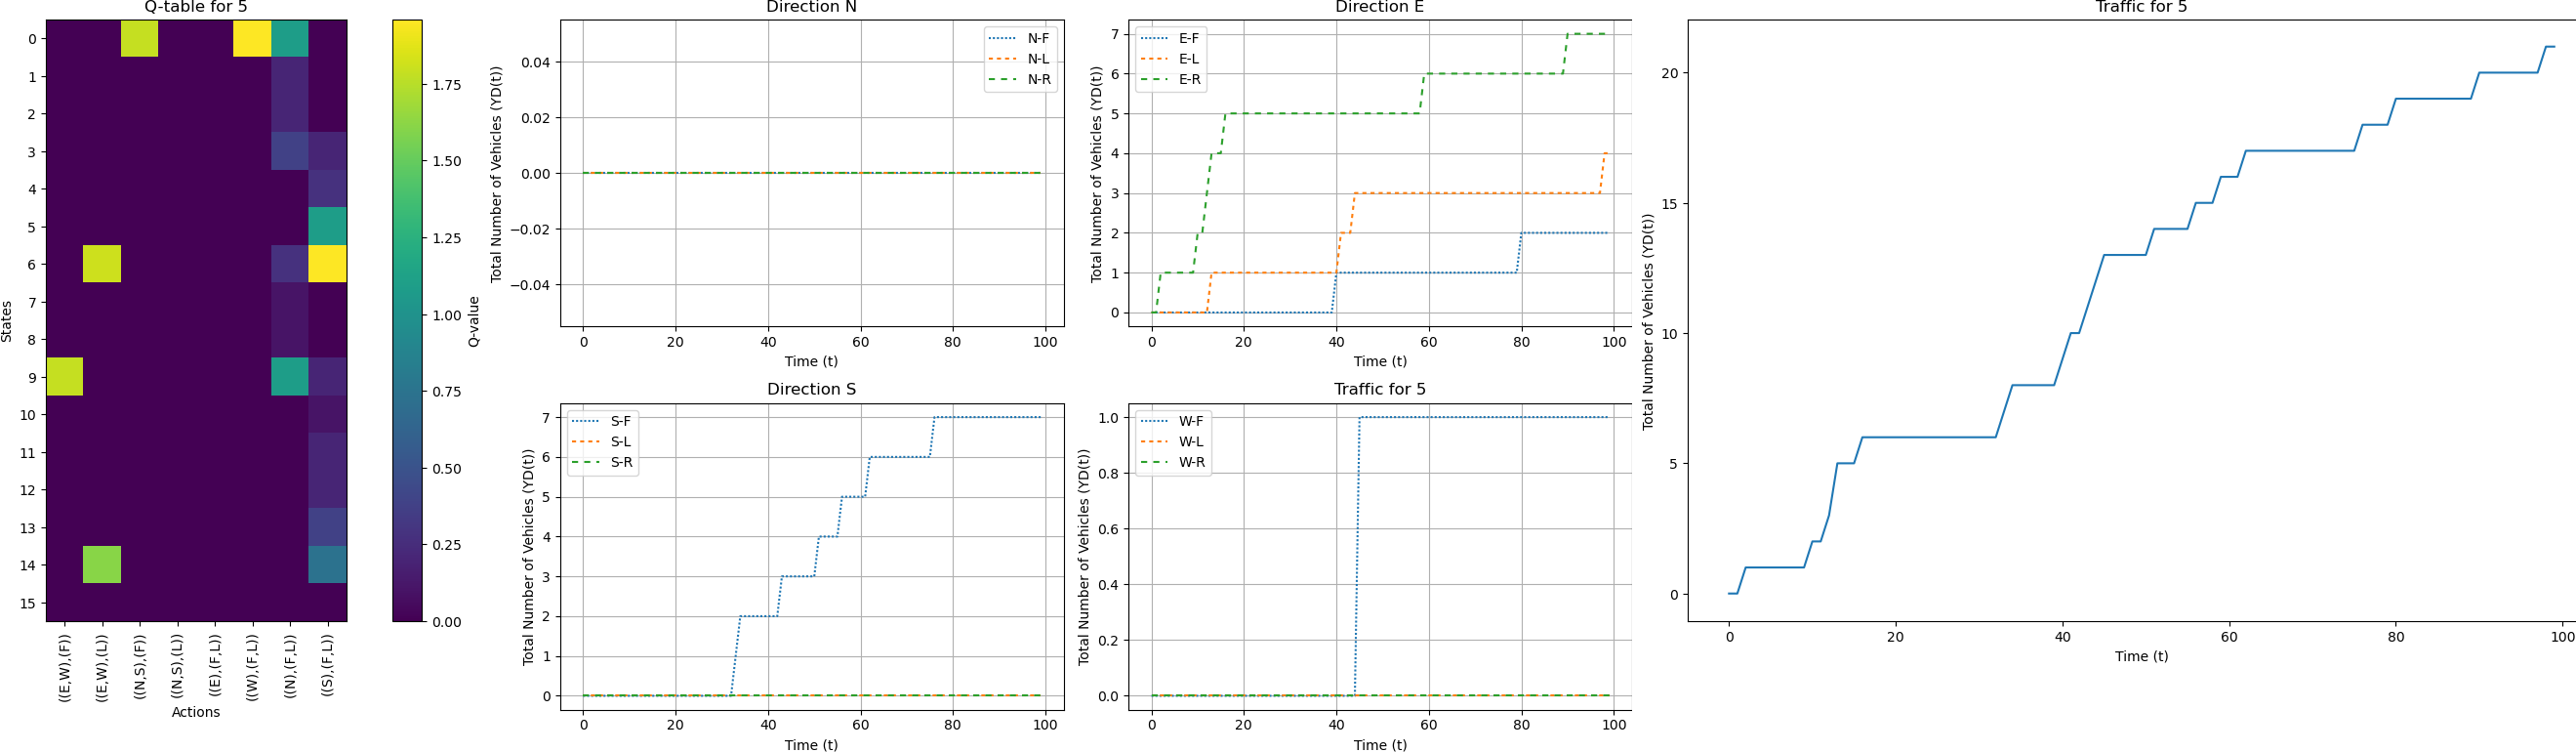 Q-table for 5
States
0
1
2
3
4
5
6
7
8
9
10
11
12
13
14
15
((E,W),(F))
((E,W),(L))
((N,S),(F))
((N,S),(L))
((E),(F,L))
((W),(F,L))
((N),(F,L))
((S),(F,L))
Actions
1.75
1.50
1.25
1.00
0.75
0.50
0.25
0.00
Q-value
Direction N
Total Number of Vehicles (YD(t))
0.04
0.02
0.00
−0.02
−0.04
N-F
N-L
N-R
0 20 40 60 80 100
Time (t)
Direction E
Total Number of Vehicles (YD(t))
7
6
5
4
3
2
1
0
E-F
E-L
E-R
0 20 40 60 80 100
Time (t)
Direction S
Total Number of Vehicles (YD(t))
7
6
5
4
3
2
1
0
S-F
S-L
S-R
0 20 40 60 80 100
Time (t)
Traffic for 5
Total Number of Vehicles (YD(t))
1.0
0.8
0.6
0.4
0.2
0.0
W-F
W-L
W-R
0 20 40 60 80 100
Time (t)
Traffic for 5
Total Number of Vehicles (YD(t))
20
15
10
5
0
0 20 40 60 80 100
Time (t)